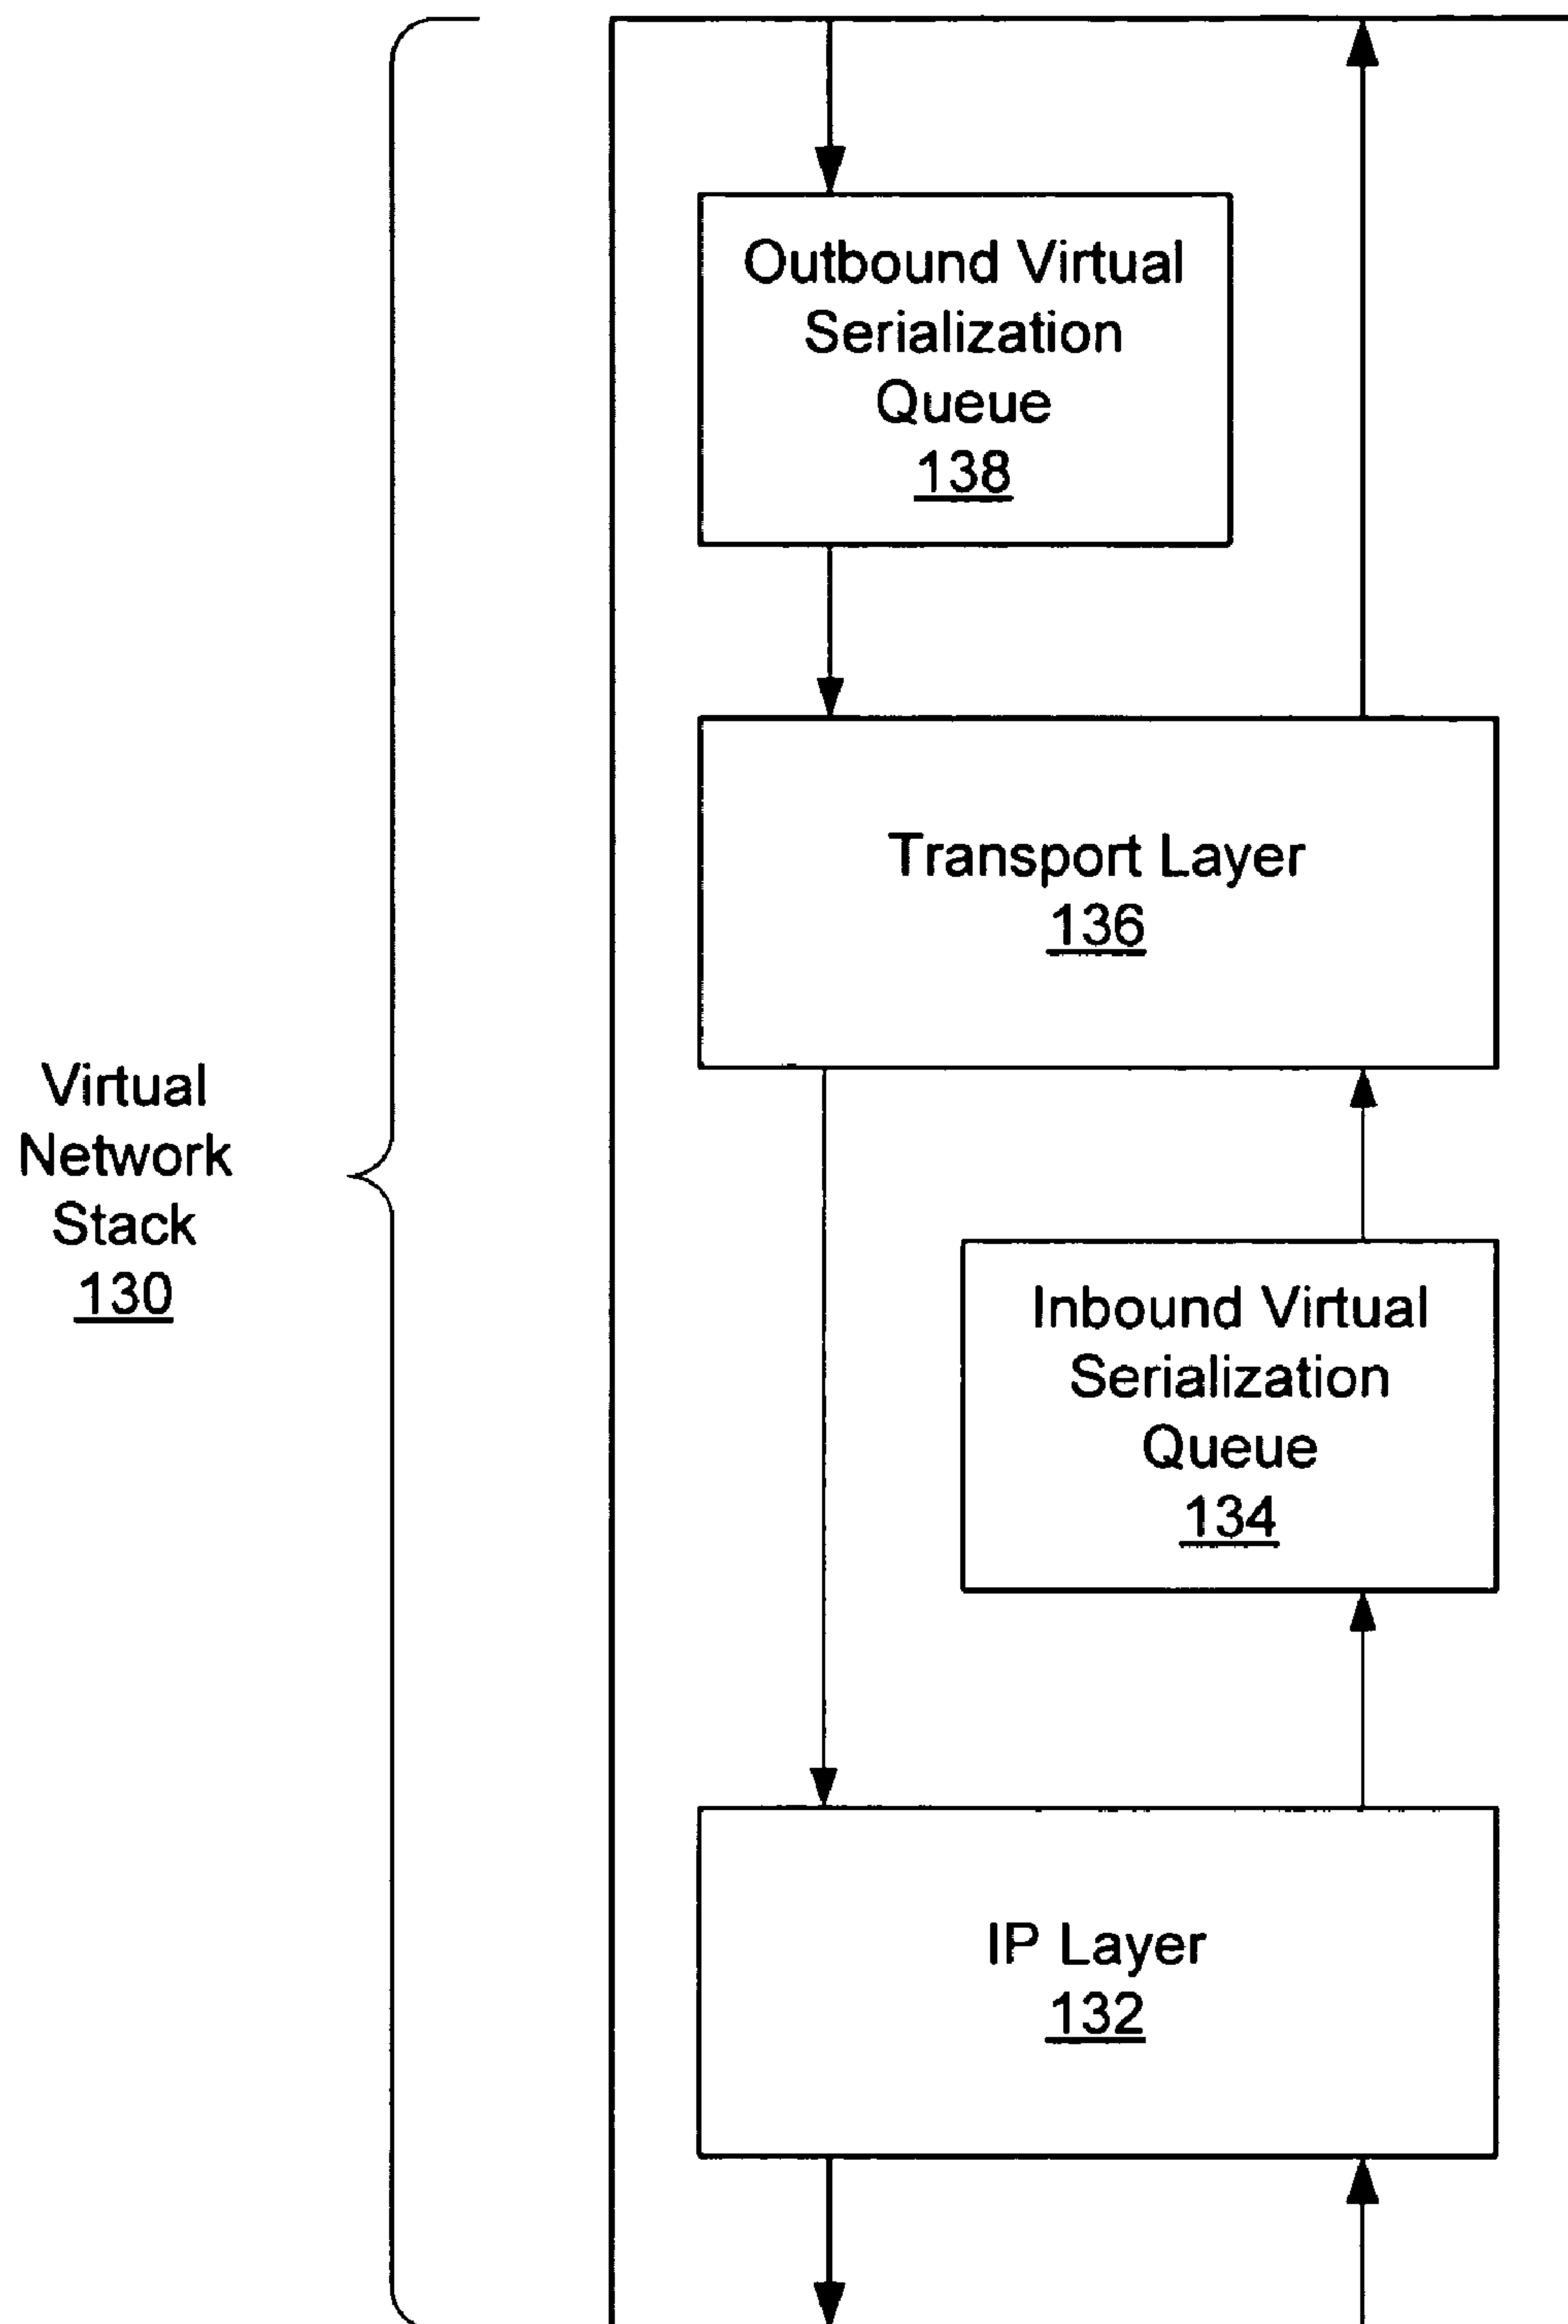 Outbound Virtual
Serialization
Queue
138
Transport Layer
136
Virtual
Network
Stack
130
Inbound Virtual
Serialization
Queue
134
IP Layer
132